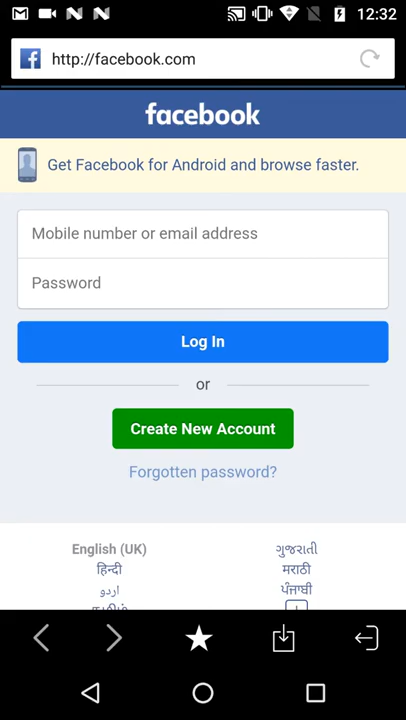 12:32
http://facebook.com
facebook
Get Facebook for Android and browse faster.
Mobile number or email address
Password
Log In
or
Create New Account
Forgotten password?
English (UK)
ગુજરાતી
हिन्दी
मराठी
اردو
ਪੰਜਾਬੀ